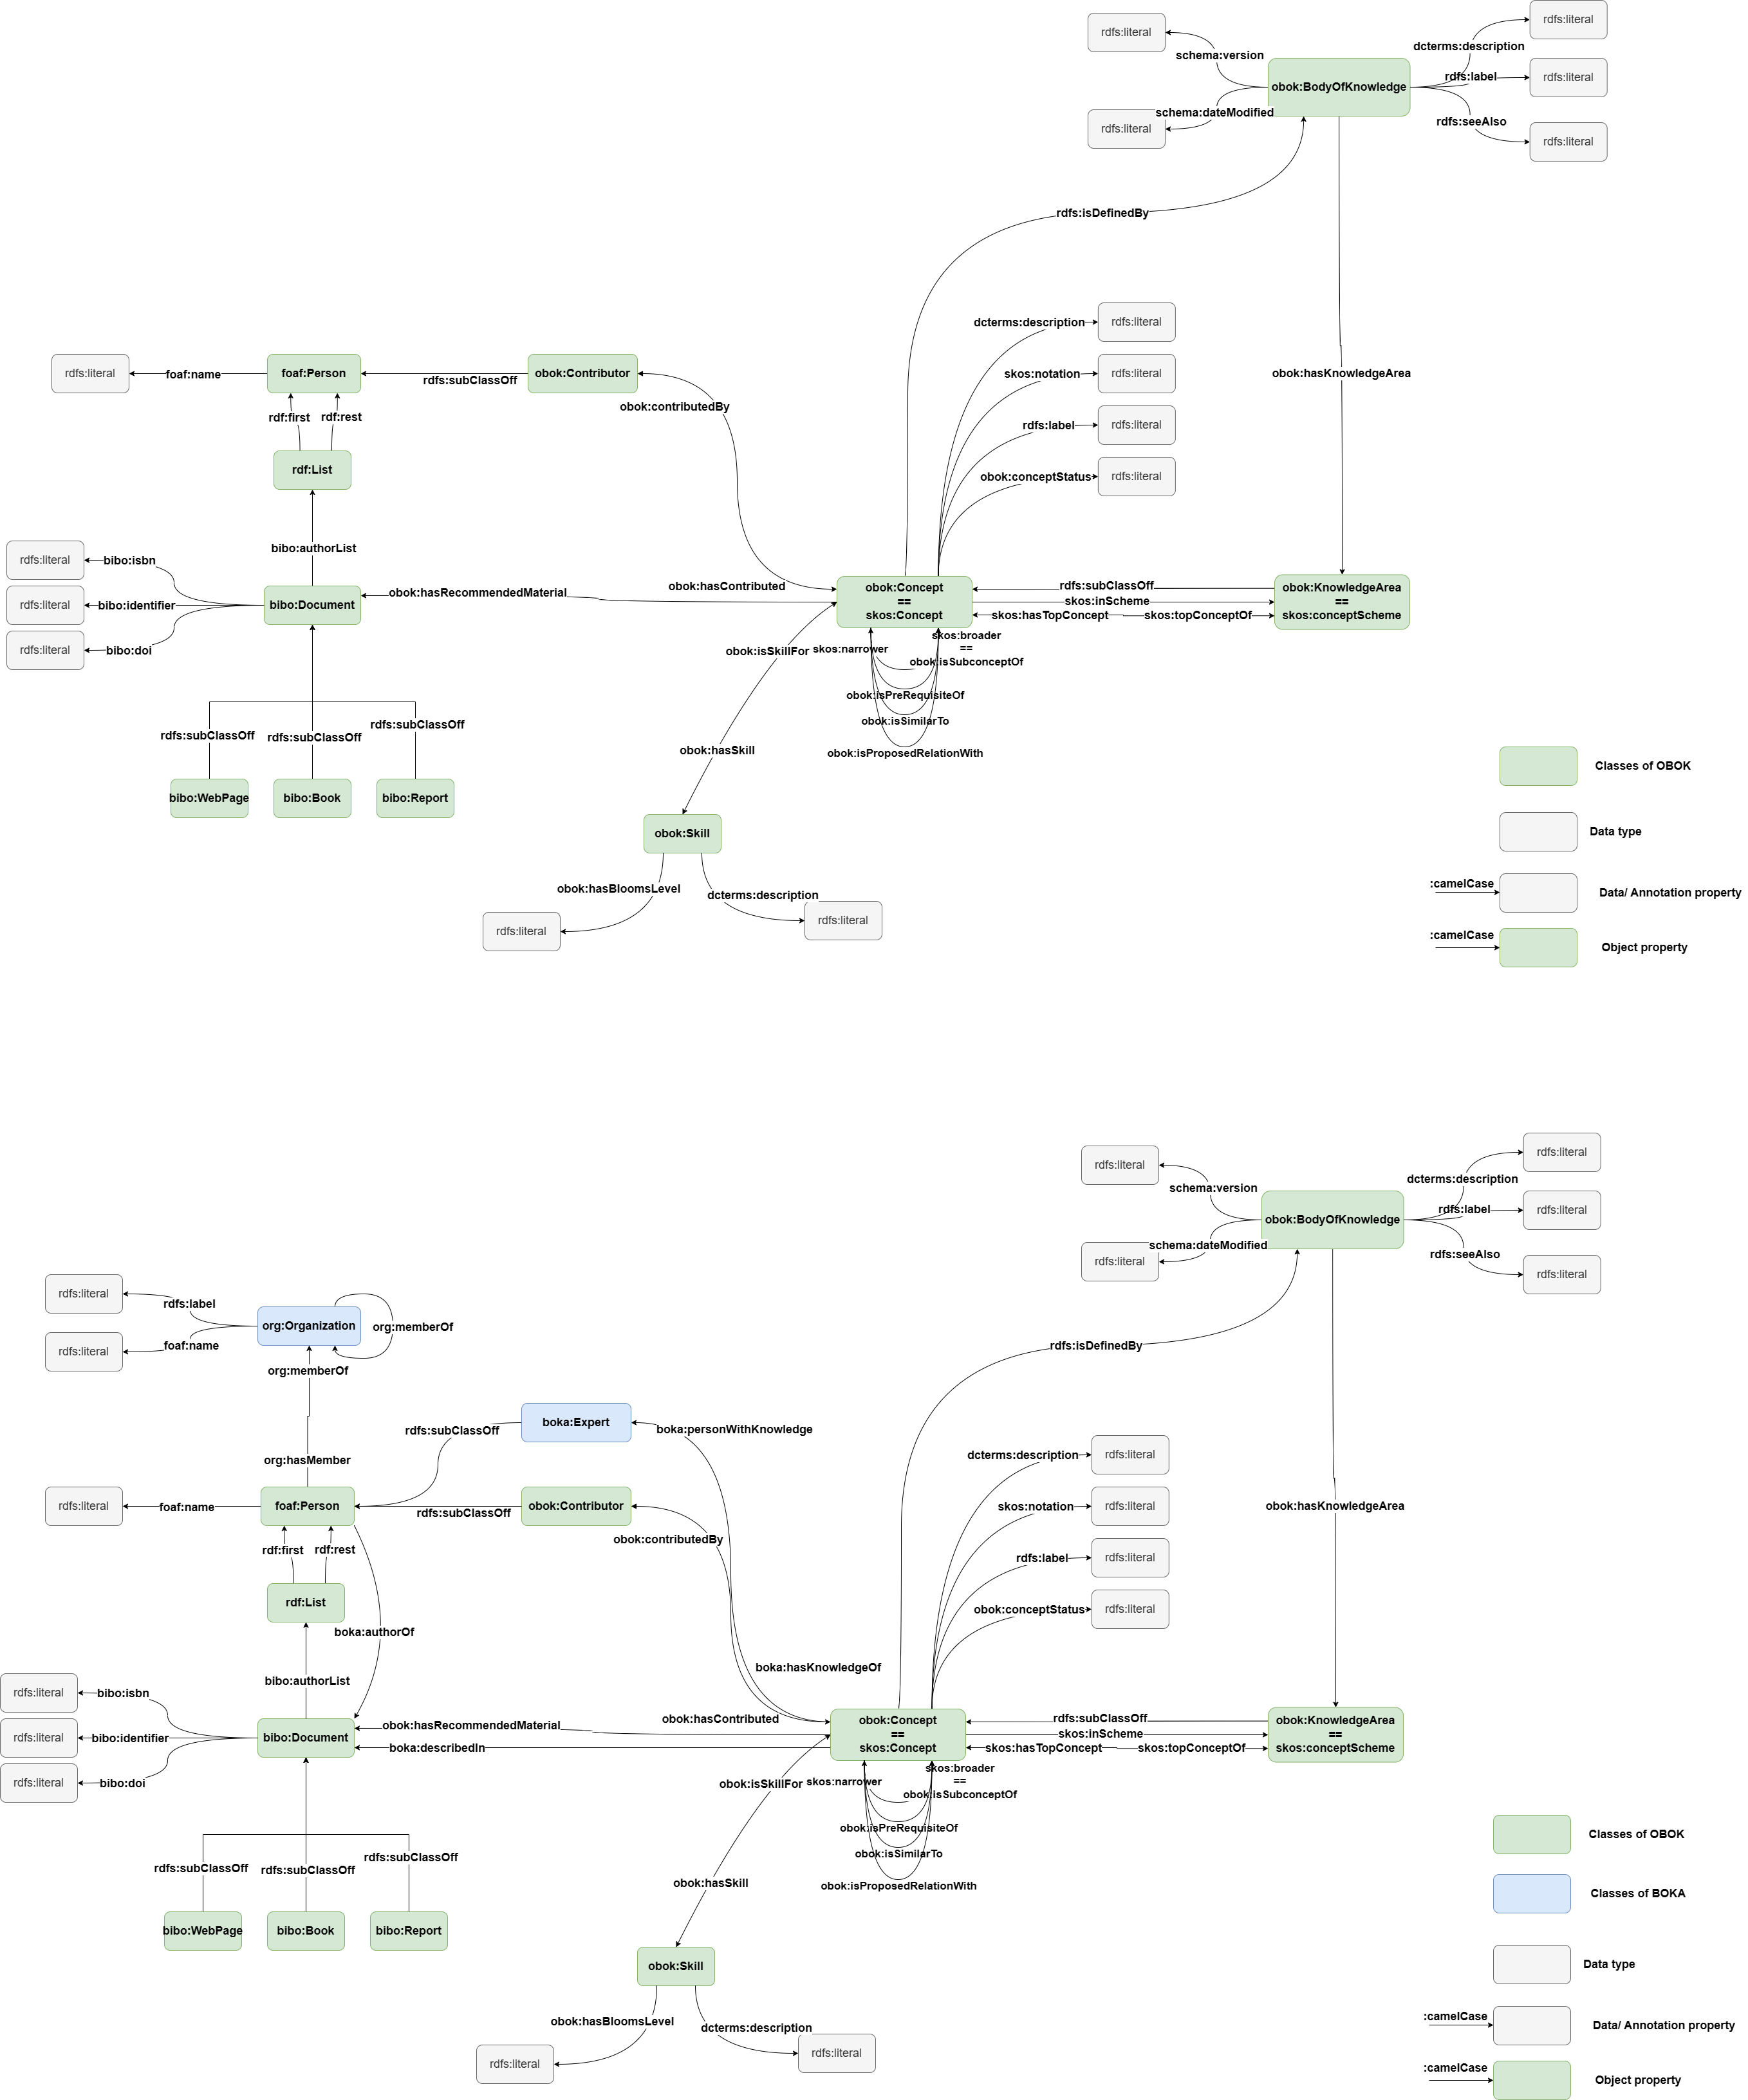 rdfs:literal
rdfs:literal
dcterms:description
schema:version
rdfs:label
rdfs:literal
obok:BodyOfKnowledge
schema:dateModified
rdfs:literal
rdfs:seeAlso
rdfs:literal
rdfs:isDefinedBy
dcterms:description
rdfs:literal
rdfs:literal
foaf:name
foaf:Person
rdfs:subClassOff
obok:Contributor
obok:contributedBy
skos:notation
rdfs:literal
obok:hasKnowledgeArea
rdf:first
rdf:rest
rdfs:label
rdfs:literal
rdf:List
obok:conceptStatus
rdfs:literal
bibo:authorList
rdfs:literal
bibo:isbn
obok:hasRecommendedMaterial
obok:hasContributed
obok:Concept
==
skos:Concept
rdfs:subClassOff
skos:inScheme
skos:hasTopConcept
skos:topConceptOf
obok:KnowledgeArea
==
skos:conceptScheme
rdfs:literal
bibo:identifier
bibo:Document
rdfs:literal
bibo:doi
obok:isSkillFor
skos:narrower
skos:broader
==
obok:isSubconceptOf
obok:isPreRequisiteOf
obok:isSimilarTo
obok:isProposedRelationWith
rdfs:subClassOff
rdfs:subClassOff
rdfs:subClassOff
obok:hasSkill
bibo:WebPage
bibo:Book
bibo:Report
Classes of OBOK
obok:Skill
Data type
obok:hasBloomsLevel
dcterms:description
:camelCase
Data/ Annotation property
rdfs:literal
rdfs:literal
:camelCase
Object property
rdfs:literal
rdfs:literal
dcterms:description
schema:version
rdfs:label
rdfs:literal
obok:BodyOfKnowledge
schema:dateModified
rdfs:literal
rdfs:seeAlso
rdfs:literal
rdfs:literal
rdfs:label
org:Organization
org:memberOf
rdfs:literal
foaf:name
rdfs:isDefinedBy
org:memberOf
rdfs:subClassOff
boka:Expert
boka:personWithKnowledge
org:hasMember
dcterms:description
rdfs:literal
rdfs:literal
foaf:name
foaf:Person
rdfs:subClassOff
obok:Contributor
obok:contributedBy
skos:notation
rdfs:literal
obok:hasKnowledgeArea
rdf:first
rdf:rest
rdfs:label
rdfs:literal
rdf:List
obok:conceptStatus
rdfs:literal
boka:authorOf
boka:hasKnowledgeOf
bibo:authorList
rdfs:literal
bibo:isbn
obok:hasRecommendedMaterial
obok:hasContributed
obok:Concept
==
skos:Concept
rdfs:subClassOff
skos:inScheme
skos:hasTopConcept
skos:topConceptOf
obok:KnowledgeArea
==
skos:conceptScheme
rdfs:literal
bibo:identifier
bibo:Document
boka:describedIn
rdfs:literal
bibo:doi
obok:isSkillFor
skos:narrower
skos:broader
==
obok:isSubconceptOf
obok:isPreRequisiteOf
obok:isSimilarTo
obok:isProposedRelationWith
rdfs:subClassOff
rdfs:subClassOff
rdfs:subClassOff
obok:hasSkill
Classes of OBOK
Classes of BOKA
bibo:WebPage
bibo:Book
bibo:Report
obok:Skill
Data type
obok:hasBloomsLevel
dcterms:description
:camelCase
Data/ Annotation property
rdfs:literal
rdfs:literal
:camelCase
Object property